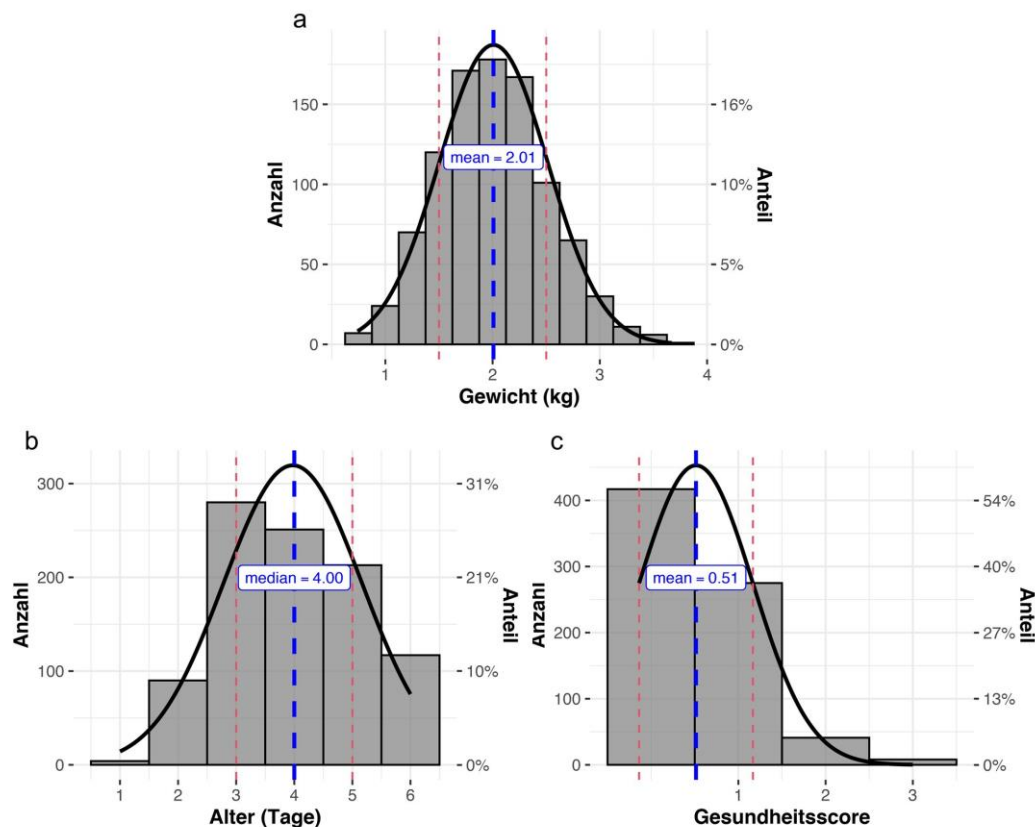 a
150
100
50
0
Anzahl
mean = 2.01
16%
10%
5%
0%
Anteil
1 2 3 4
Gewicht (kg)
b
300
200
100
0
Anzahl
median = 4.00
31%
21%
10%
0%
Anteil
1 2 3 4 5 6
Alter (Tage)
c
400
300
200
100
0
Anzahl
mean = 0.51
54%
40%
27%
13%
0%
Anteil
1 2 3
Gesundheitsscore